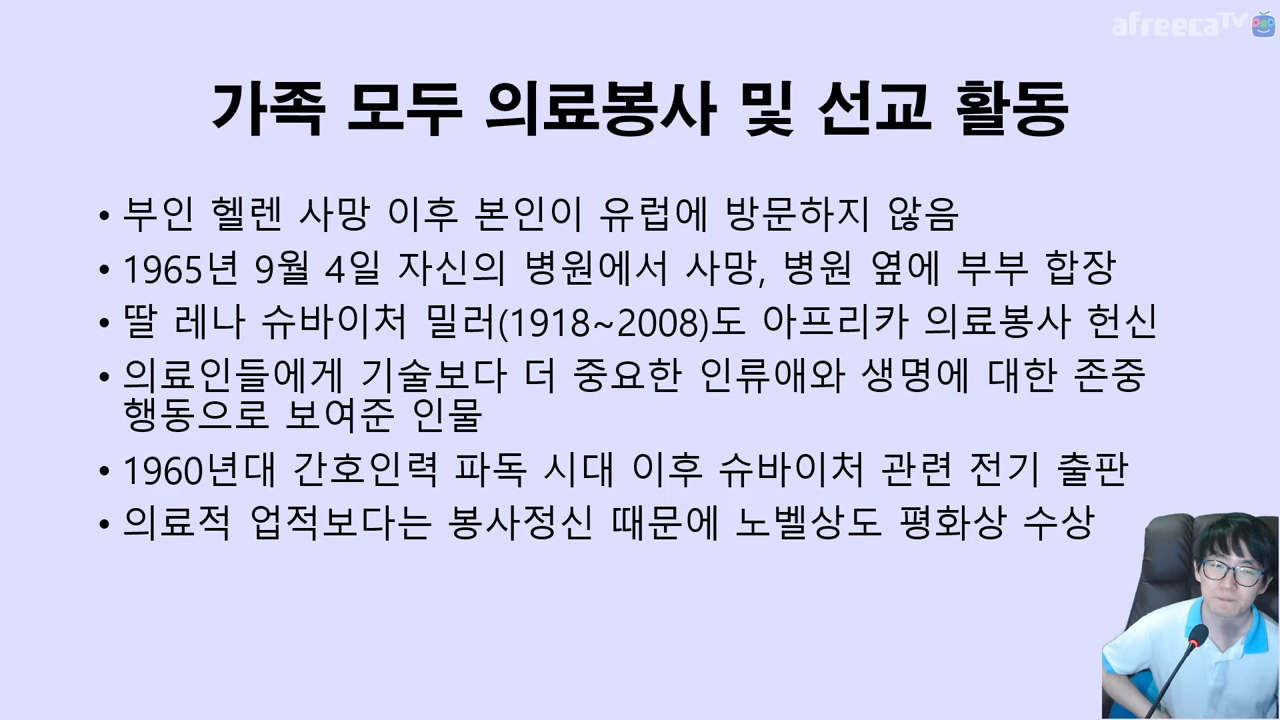 afreecaTV
가족 모두 의료봉사 및 선교 활동
• 부인 헬렌 사망 이후 본인이 유럽에 방문하지 않음
• 1965년 9월 4일 자신의 병원에서 사망, 병원 옆에 부부 합장
• 딸 레나 슈바이처 밀러(1918~2008)도 아프리카 의료봉사 헌신
• 의료인들에게 기술보다 더 중요한 인류애와 생명에 대한 존중
행동으로 보여준 인물
• 1960년대 간호인력 파독 시대 이후 슈바이처 관련 전기 출판
• 의료적 업적보다는 봉사정신 때문에 노벨상도 평화상 수상